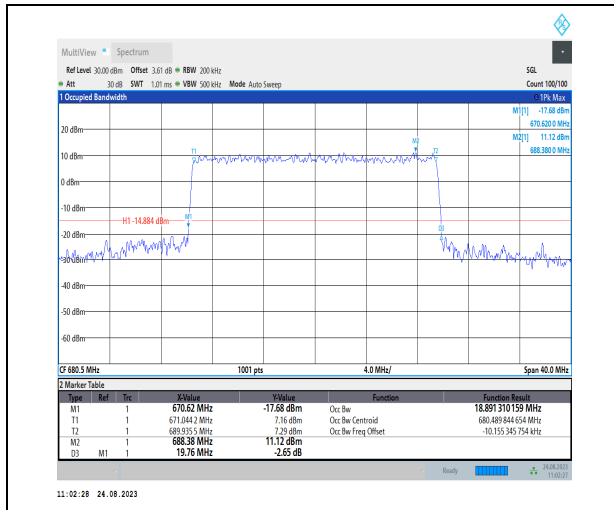 MultiView Spectrum
Ref Level 30.00 dBm Offset 3.61 dB RBW 200 kHz SGL
Att 30 dB SWT 1.01 ms VBW 500 kHz Mode Auto Sweep Count 100/100
1 Occupied Bandwidth 1Pk Max
M1[1] -17.68 dBm
670.620 0 MHz
M2[1] 11.12 dBm
688.380 0 MHz
20 dBm
M2
T1 T2
10 dBm
0 dBm
-10 dBm
M1
H1 -14.884 dBm
D3
-20 dBm
-30 dBm
-40 dBm
-50 dBm
-60 dBm
CF 680.5 MHz 1001 pts 4.0 MHz/ Span 40.0 MHz
2 Marker Table
Type Ref Trc X-Value Y-Value Function Function Result
M1 1 670.62 MHz -17.68 dBm Occ Bw 18.891 310 159 MHz
T1 1 671.044 2 MHz 7.16 dBm Occ Bw Centroid 680.489 844 654 MHz
T2 1 689.935 5 MHz 7.29 dBm Occ Bw Freq Offset -10.155 345 754 kHz
M2 1 688.38 MHz 11.12 dBm
D3 M1 1 19.76 MHz -2.65 dB
Ready 24.08.2023
11:02:27
11:02:28 24.08.2023